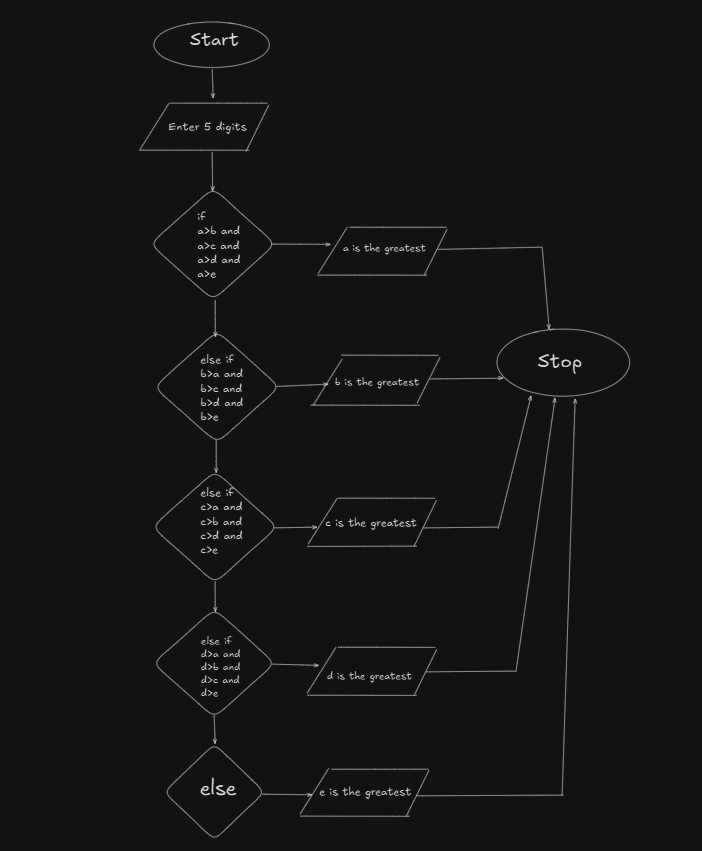 Start
Enter 5 digits
if
a>b and
a>c and
a>d and
a>e
a is the greatest
Stop
else if
b>a and
b>c and
b>d and
b>e
b is the greatest
else if
c>a and
c>b and
c>d and
c>e
c is the greatest
else if
d>a and
d>b and
d>c and
d>e
d is the greatest
else
e is the greatest